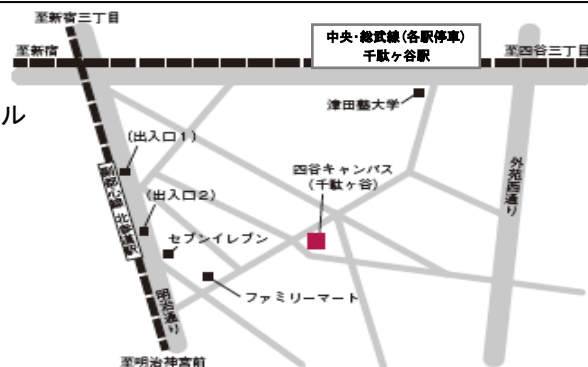 至新宿三丁目
至新宿
中央・総武線(各駅停車)
千駄ヶ谷駅
至四谷三丁目
津田塾大学
ル
(出入口1)
四谷キャンパス
(千駄ヶ谷)
外苑西通り
(出入口2)
セブンイレブン
ファミリーマート
明治通り
至明治神宮前